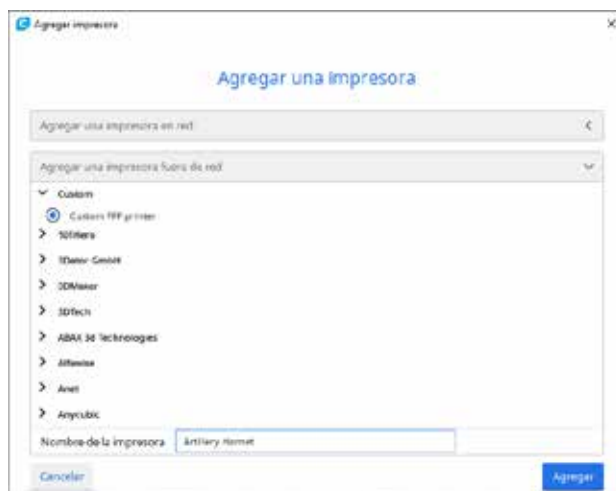 Agregar impresora
Agregar una impresora
Agregar una impresora en red
Agregar una impresora fuera de red
Custom
Custom FFF printer
3DMaker
3DTech
ABAX 3d Technologies
Alfawise
Anet
Anycubic
Nombre de la impresora Artillery Hornet
Cancelar Agregar